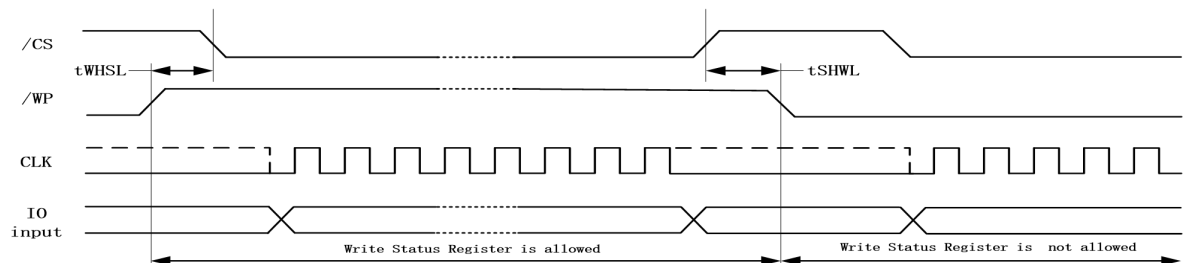 /CS
tWHSL
tSHWL
/WP
CLK
IO
input
Write Status Register is allowed
Write Status Register is not allowed